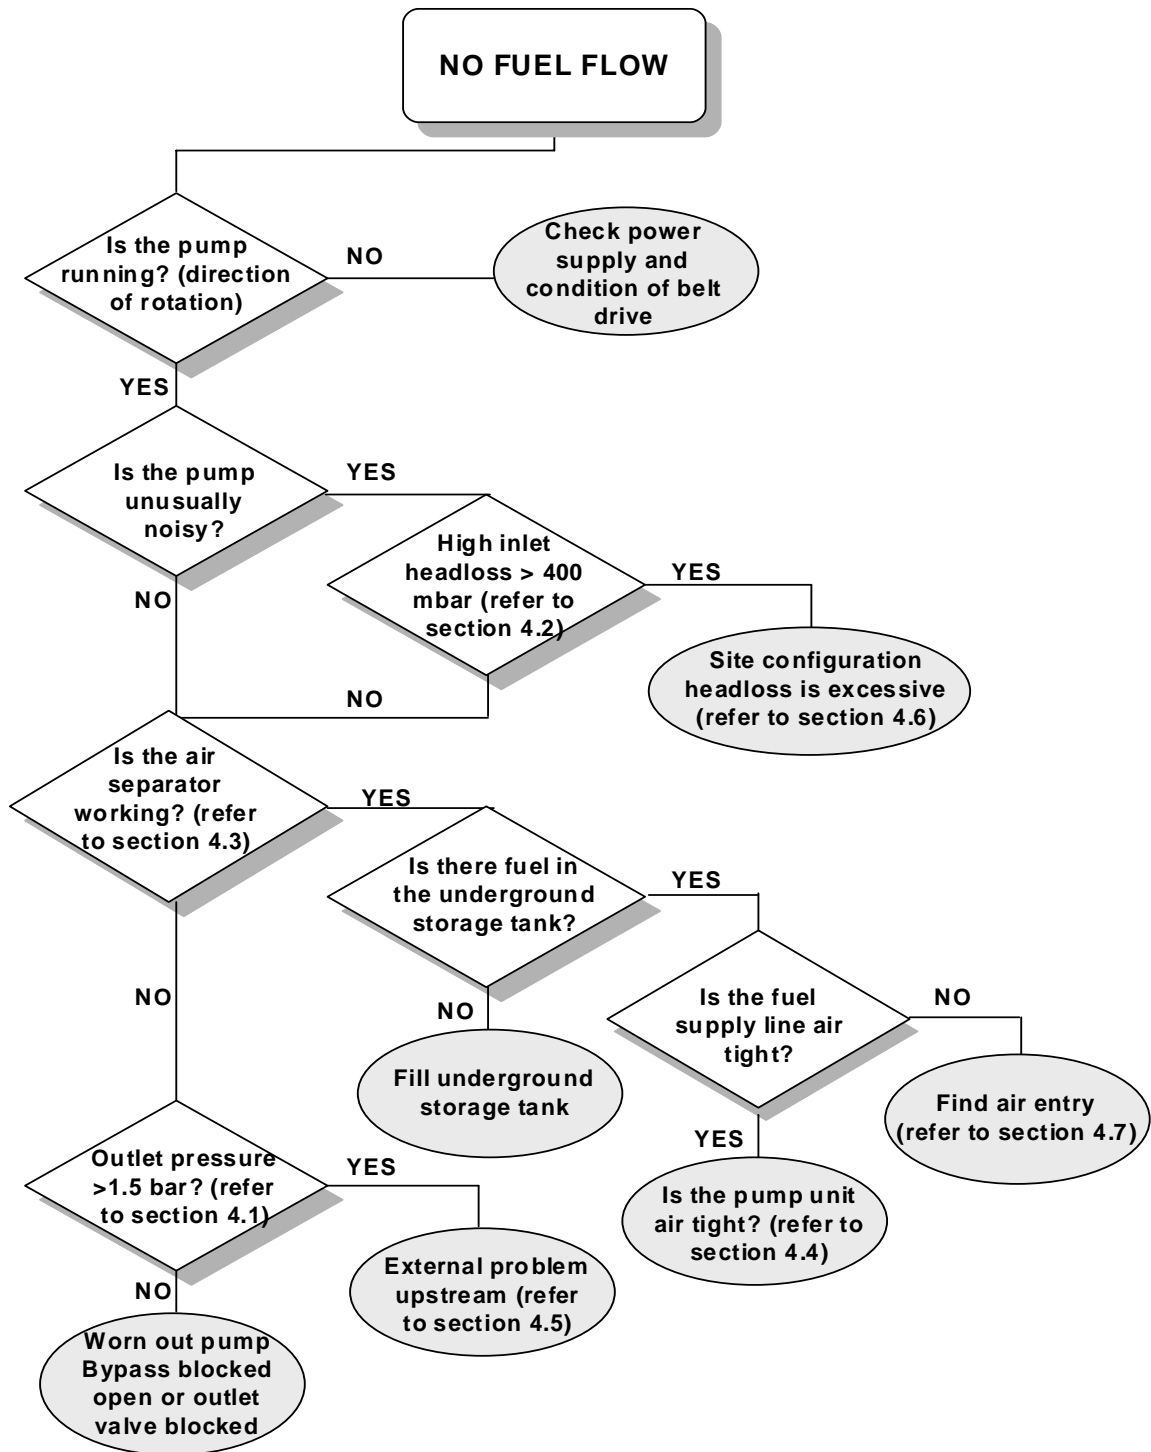 NO FUEL FLOW
Is the pump
running? (direction
of rotation)
NO
Check power
supply and
condition of belt
drive
YES
Is the pump
unusually
noisy?
YES
High inlet
headloss > 400
mbar (refer to
section 4.2)
YES
Site configuration
headloss is excessive
(refer to section 4.6)
NO
NO
Is the air
separator
working? (refer
to section 4.3)
YES
Is there fuel in
the underground
storage tank?
YES
Is the fuel
supply line air
tight?
NO
Find air entry
(refer to section 4.7)
NO
Fill underground
storage tank
YES
Is the pump unit
air tight? (refer to
section 4.4)
NO
Outlet pressure
>1.5 bar? (refer
to section 4.1)
YES
External problem
upstream (refer
to section 4.5)
NO
Worn out pump
Bypass blocked
open or outlet
valve blocked